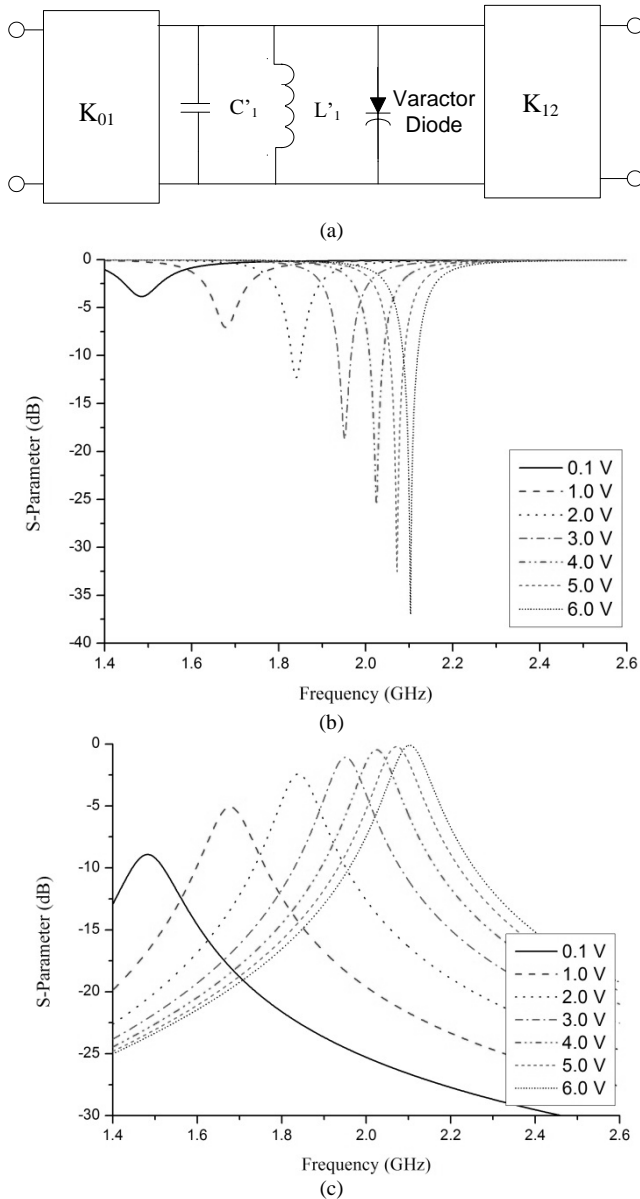 K01
C'1
L'1
Varactor
Diode
K12
(a)
0
-5
-10
-15
-20
-25
-30
-35
-40
S-Parameter (dB)
0.1 V
1.0 V
2.0 V
3.0 V
4.0 V
5.0 V
6.0 V
1.4 1.6 1.8 2.0 2.2 2.4 2.6
Frequency (GHz)
(b)
0
-5
-10
-15
-20
-25
-30
S-Parameter (dB)
0.1 V
1.0 V
2.0 V
3.0 V
4.0 V
5.0 V
6.0 V
1.4 1.6 1.8 2.0 2.2 2.4 2.6
Frequency (GHz)
(c)